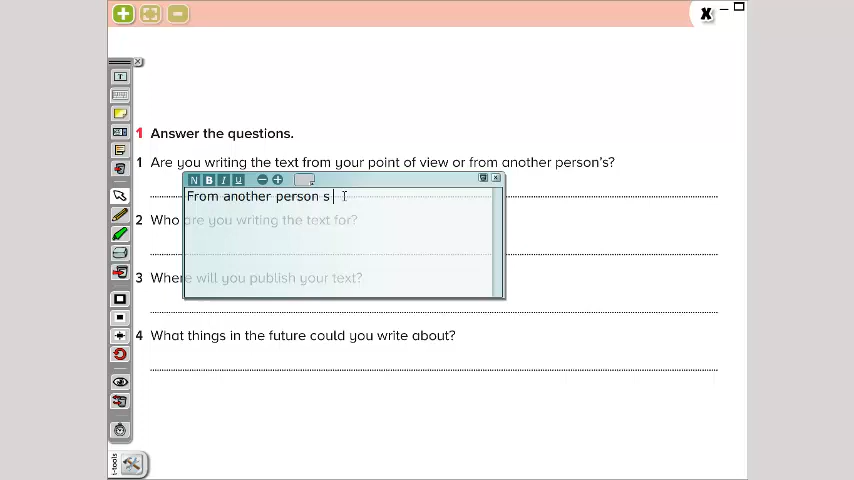 X
1 Answer the questions.
1 Are you writing the text from your point of view or from another person's?
N B I U
From another person s
2 Who are you writing the text for?
3 Where will you publish your text?
4 What things in the future could you write about?
i-tools